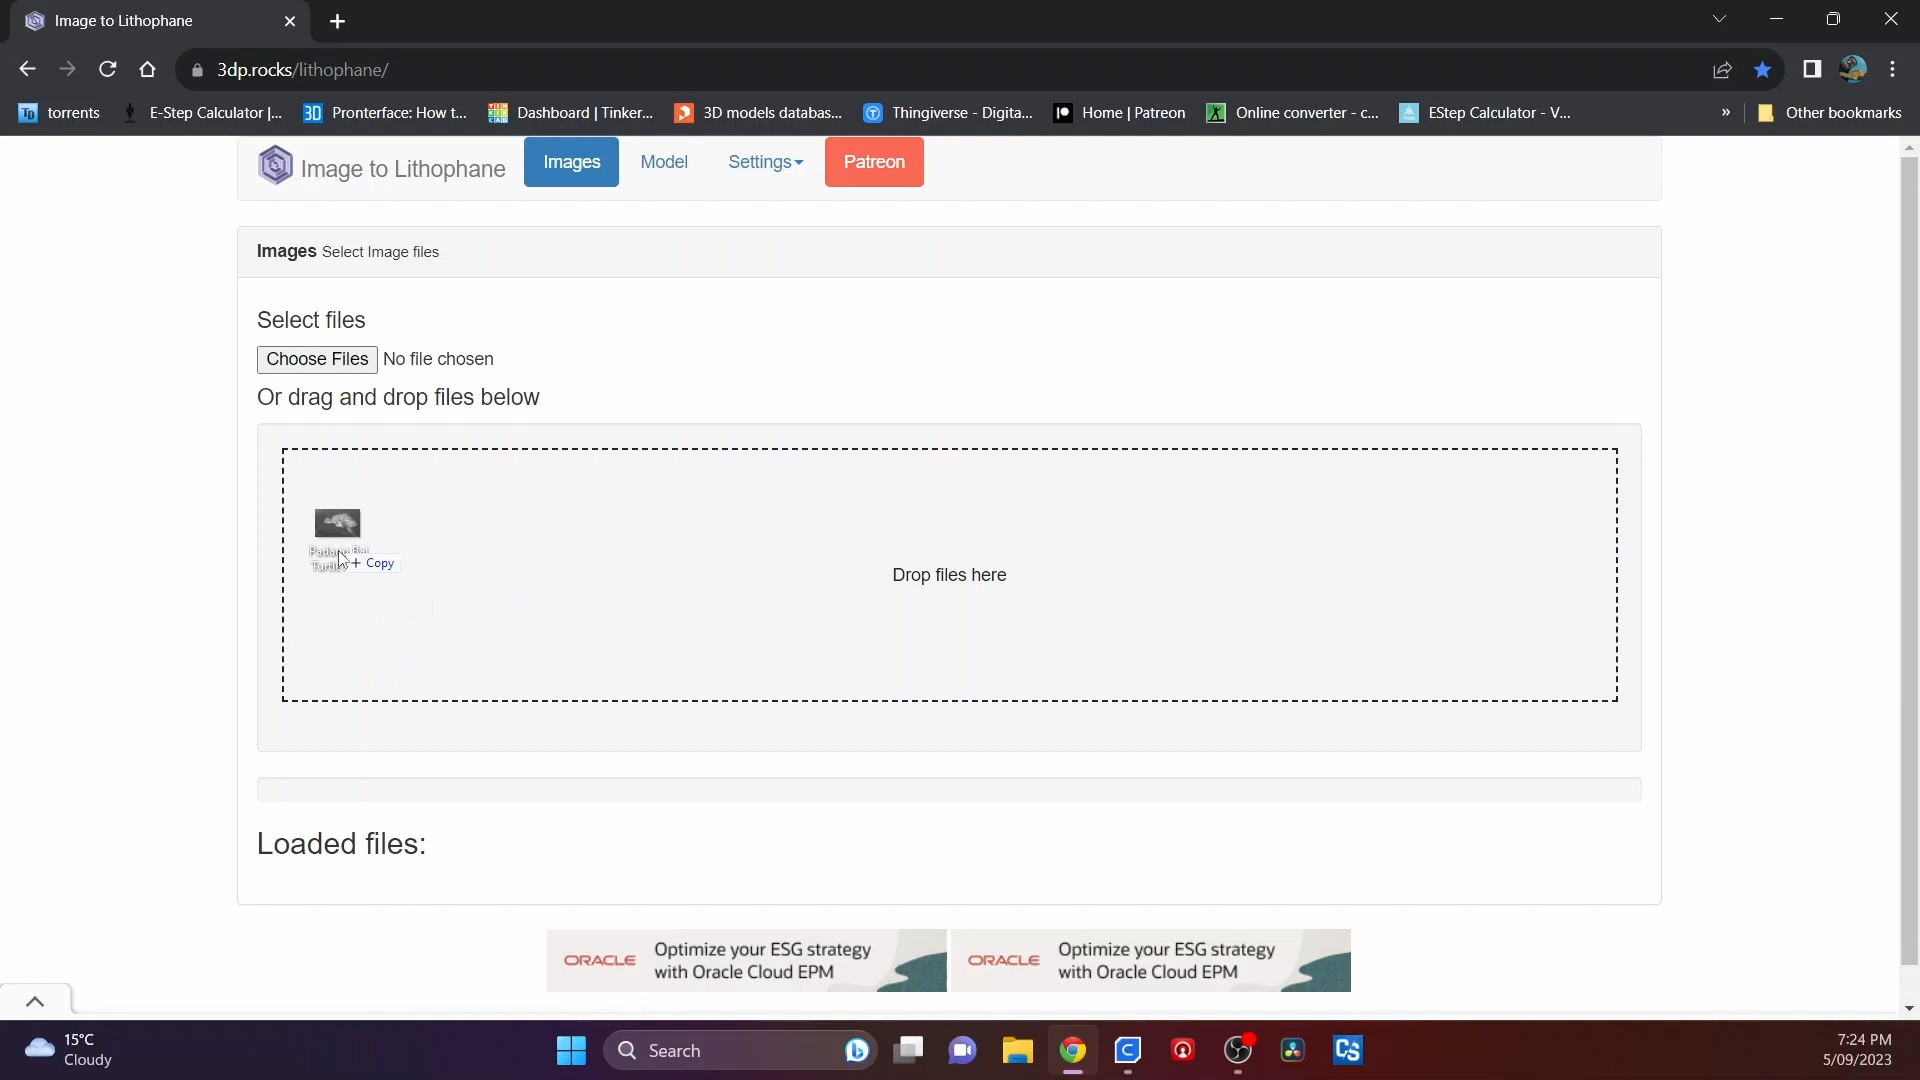 Image to Lithophane
3dp.rocks/lithophane/
torrents
E-Step Calculator |...
Pronterface: How t...
Dashboard | Tinker...
3D models databas...
Thingiverse - Digita...
Home | Patreon
Online converter - c...
EStep Calculator - V...
»
Other bookmarks
Image to Lithophane
Images
Model
Settings
Patreon
Images Select Image files
Select files
Choose Files No file chosen
Or drag and drop files below
Padang Bai
Turtle
+ Copy
Drop files here
Loaded files:
ORACLE
Optimize your ESG strategy
with Oracle Cloud EPM
ORACLE
Optimize your ESG strategy
with Oracle Cloud EPM
15°C
Cloudy
Search
7:24 PM
5/09/2023